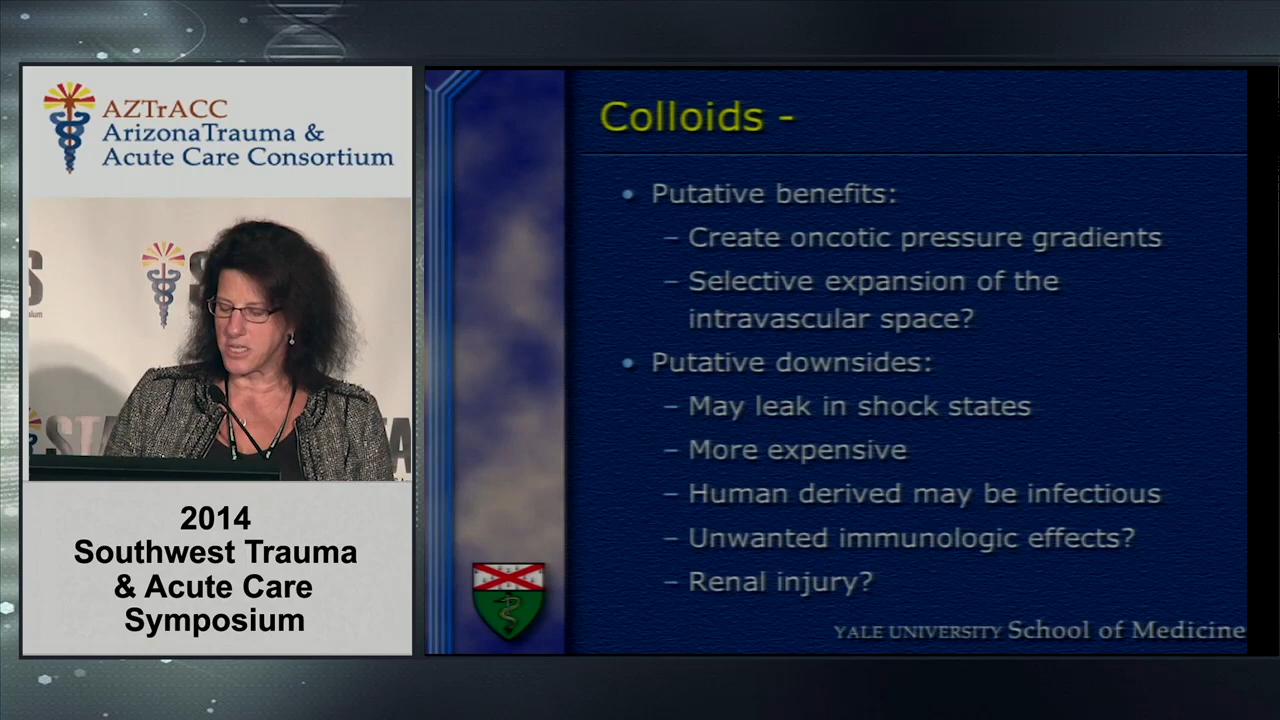 AZTrACC
ArizonaTrauma &
Acute Care Consortium
2014
Southwest Trauma
& Acute Care
Symposium
Colloids -
• Putative benefits:
– Create oncotic pressure gradients
– Selective expansion of the
intravascular space?
• Putative downsides:
– May leak in shock states
– More expensive
– Human derived may be infectious
– Unwanted immunologic effects?
– Renal injury?
YALE UNIVERSITY School of Medicine